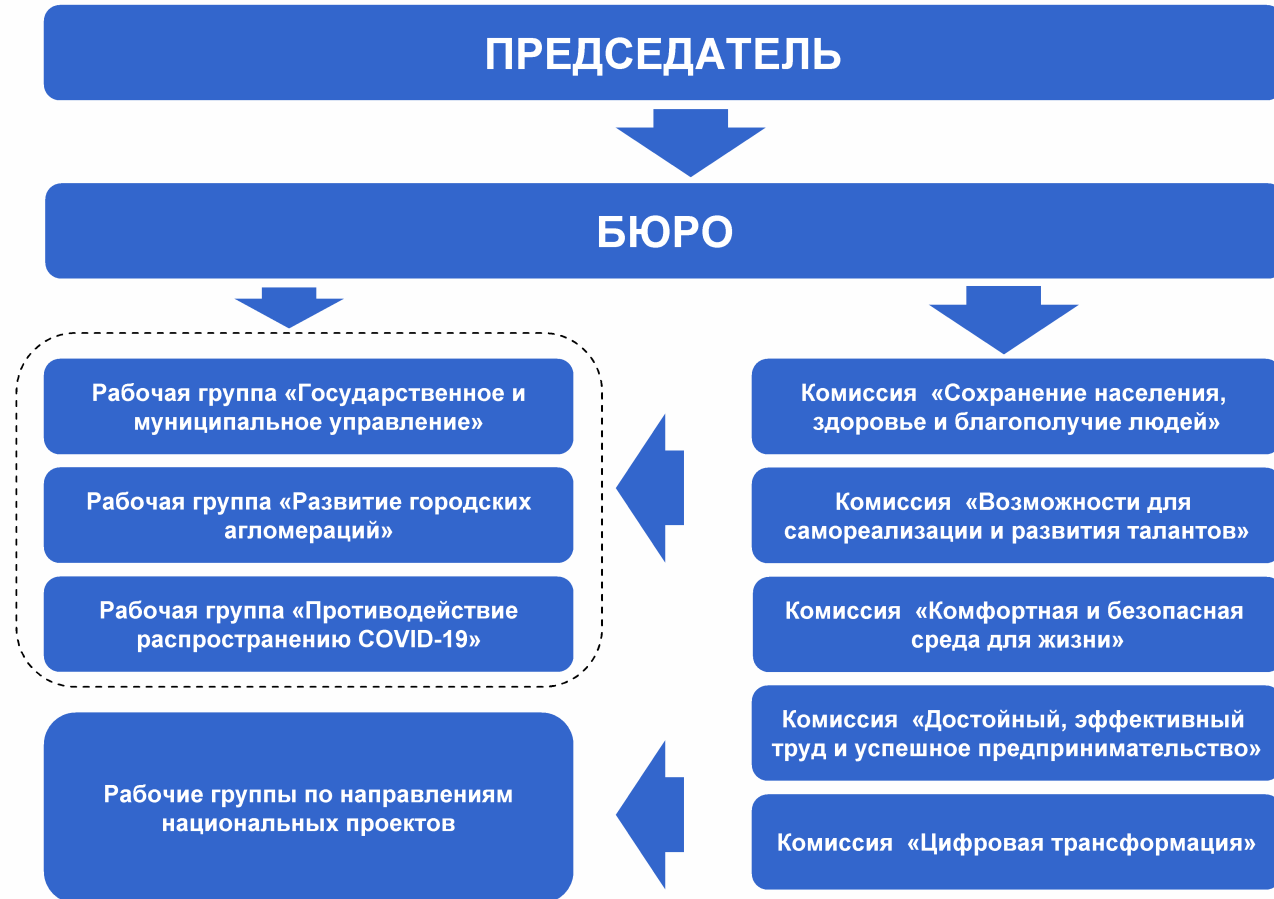 ПРЕДСЕДАТЕЛЬ
БЮРО
Рабочая группа «Государственное и
муниципальное управление»
Рабочая группа «Развитие городских
агломераций»
Рабочая группа «Противодействие
распространению COVID-19»
Рабочие группы по направлениям
национальных проектов
Комиссия «Сохранение населения,
здоровье и благополучие людей»
Комиссия «Возможности для
самореализации и развития талантов»
Комиссия «Комфортная и безопасная
среда для жизни»
Комиссия «Достойный, эффективный
труд и успешное предпринимательство»
Комиссия «Цифровая трансформация»